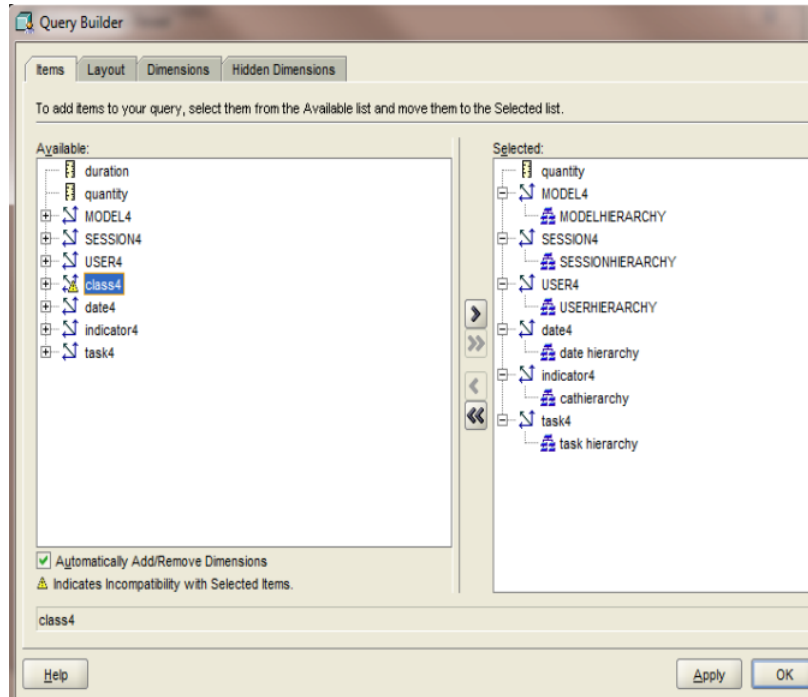 Query Builder
Items Layout Dimensions Hidden Dimensions
To add items to your query, select them from the Available list and move them to the Selected list.
Available:
duration
quantity
MODEL4
SESSION4
USER4
class4
date4
indicator4
task4
Automatically Add/Remove Dimensions
Indicates Incompatibility with Selected Items.
Selected:
quantity
MODEL4
MODELHIERARCHY
SESSION4
SESSIONHIERARCHY
USER4
USERHIERARCHY
date4
date hierarchy
indicator4
cathierarchy
task4
task hierarchy
class4
Help Apply OK